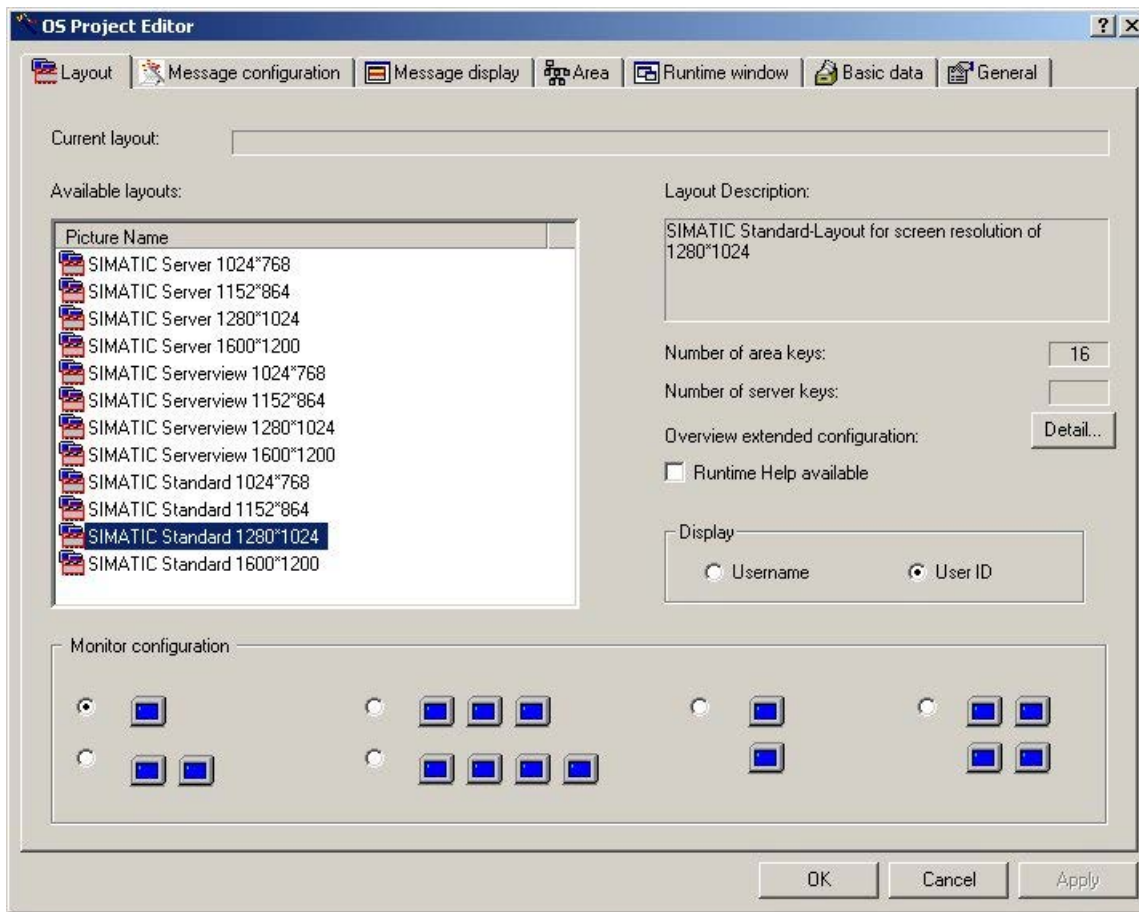 OS Project Editor
Layout
Message configuration
Message display
Area
Runtime window
Basic data
General
Current layout:
Available layouts:
Picture Name
SIMATIC Server 1024*768
SIMATIC Server 1152*864
SIMATIC Server 1280*1024
SIMATIC Server 1600*1200
SIMATIC Serverview 1024*768
SIMATIC Serverview 1152*864
SIMATIC Serverview 1280*1024
SIMATIC Serverview 1600*1200
SIMATIC Standard 1024*768
SIMATIC Standard 1152*864
SIMATIC Standard 1280*1024
SIMATIC Standard 1600*1200
Layout Description:
SIMATIC Standard-Layout for screen resolution of
1280*1024
Number of area keys: 16
Number of server keys:
Overview extended configuration: Detail...
Runtime Help available
Display
Username User ID
Monitor configuration
OK Cancel Apply